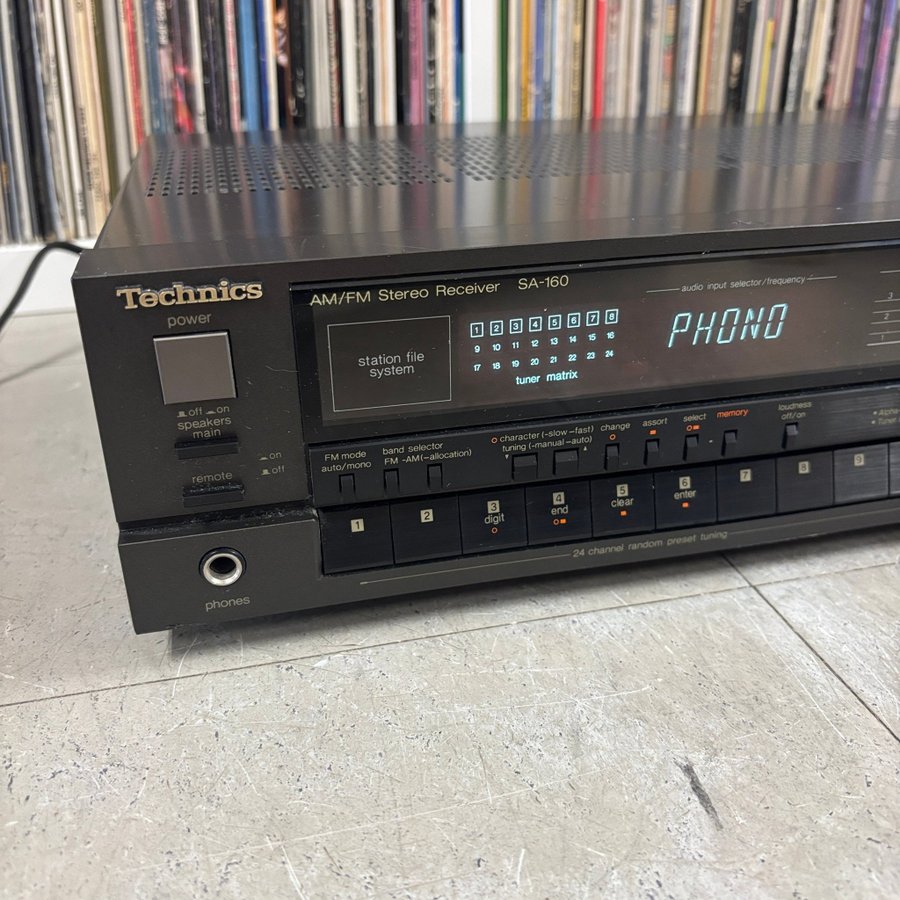 Technics
power
off on
speakers
main
on
off
remote
phones
AM/FM Stereo Receiver SA-160
station file
system
1 2 3 4 5 6 7 8
9 10 11 12 13 14 15 16
17 18 19 20 21 22 23 24
tuner matrix
audio input selector/frequency
PHONO
3
2
1
FM mode
auto/mono
band selector
FM -AM(-allocation)
character (-slow -fast)
tuning (-manual -auto)
change
assort
select
memory
loudness
off/on
Alpha
Tuner
1
2
3
digit
4
end
5
clear
6
enter
7
8
9
24 channel random preset tuning